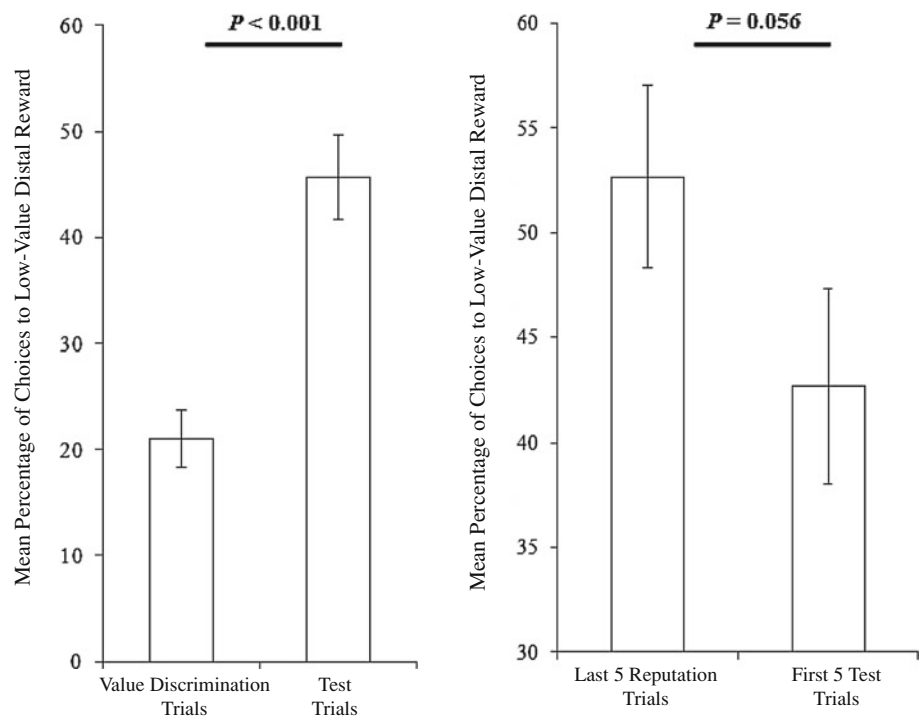 P < 0.001
Mean Percentage of Choices to Low-Value Distal Reward
60
50
40
30
20
10
0
Value Discrimination
Trials
Test
Trials
P = 0.056
Mean Percentage of Choices to Low-Value Distal Reward
60
55
50
45
40
35
30
Last 5 Reputation
Trials
First 5 Test
Trials